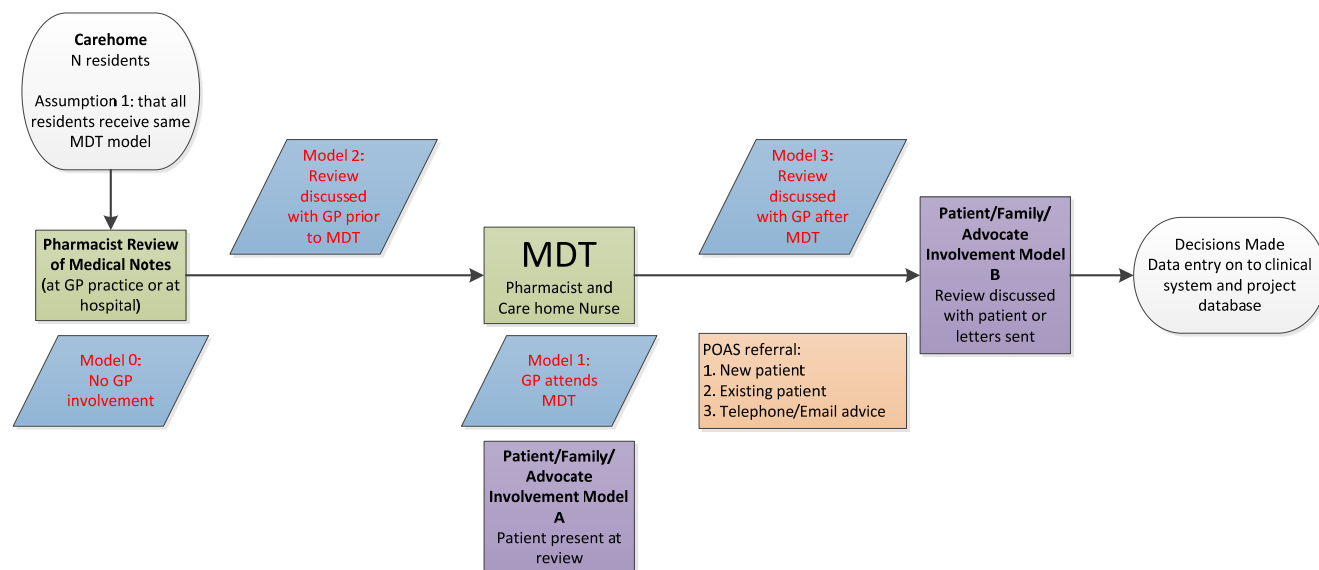 Carehome
N residents
Assumption 1: that all
residents receive same
MDT model
Model 2:
Review
discussed
with GP prior
to MDT
Model 3:
Review
discussed
with GP after
MDT
Pharmacist Review
of Medical Notes
(at GP practice or at
hospital)
MDT
Pharmacist and
Care home Nurse
Patient/Family/
Advocate
Involvement Model
B
Review discussed
with patient or
letters sent
Decisions Made
Data entry on to clinical
system and project
database
Model 0:
No GP
involvement
Model 1:
GP attends
MDT
POAS referral:
1. New patient
2. Existing patient
3. Telephone/Email advice
Patient/Family/
Advocate
Involvement Model
A
Patient present at
review